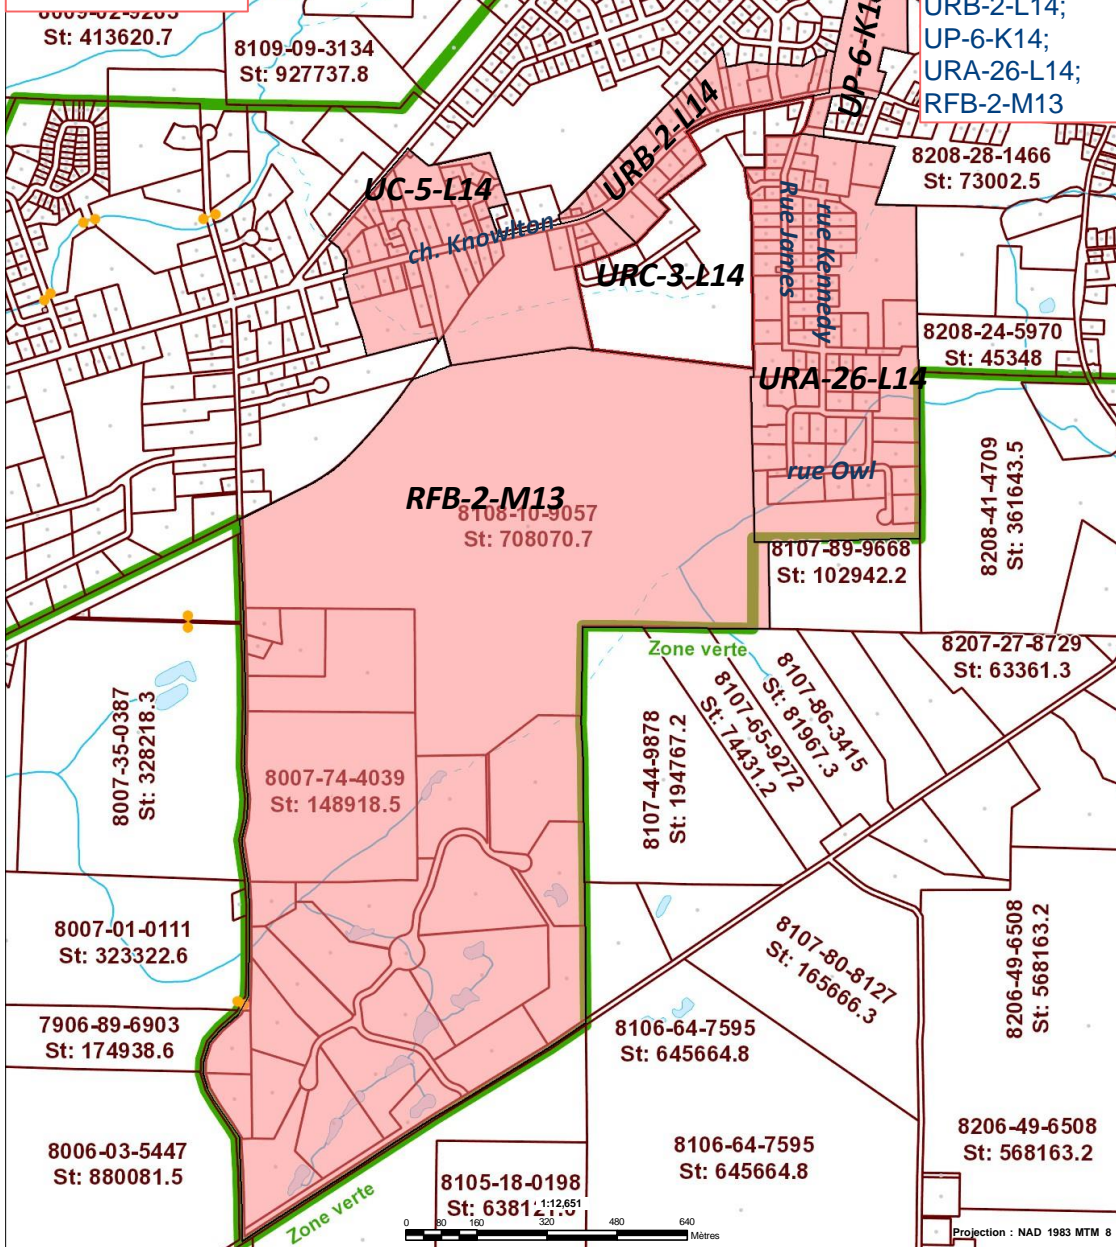 St: 413620.7
8109-09-3134
St: 927737.8
URB-2-L14;
UP-6-K14;
URA-26-L14;
RFB-2-M13
8208-28-1466
St: 73002.5
UC-5-L14
URB-2-L14
ch. Knowlton
URC-3-L14
Rue James
rue Kennedy
8208-24-5970
St: 45348
URA-26-L14
rue Owl
RFB-2-M13
8108-10-9057
St: 708070.7
8208-41-4709
St: 361643.5
8107-89-9668
St: 102942.2
Zone verte
8207-27-8729
St: 63361.3
8007-35-0387
St: 328218.3
8007-74-4039
St: 148918.5
8107-44-9878
St: 194767.2
8107-65-9272
St: 74431.2
8107-86-3415
St: 81967.3
8007-01-0111
St: 323322.6
8107-80-8127
St: 165666.3
8206-49-6508
St: 568163.2
7906-89-6903
St: 174938.6
8106-64-7595
St: 645664.8
8006-03-5447
St: 880081.5
8106-64-7595
St: 645664.8
8206-49-6508
St: 568163.2
Zone verte
8105-18-0198
1:12,651
0 80 160 320 480 640
Mètres
Projection : NAD 1983 MTM 8